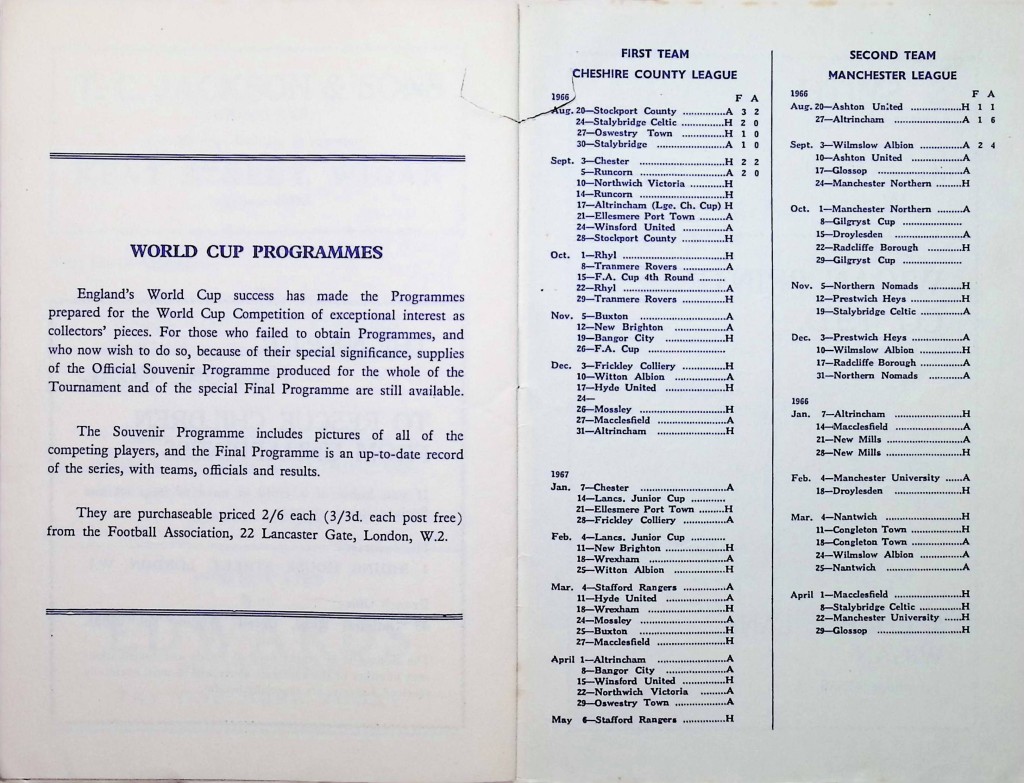 WORLD CUP PROGRAMMES
England's World Cup success has made the Programmes
prepared for the World Cup Competition of exceptional interest as
collectors' pieces. For those who failed to obtain Programmes, and
who now wish to do so, because of their special significance, supplies
of the Official Souvenir Programme produced for the whole of the
Tournament and of the special Final Programme are still available.
The Souvenir Programme includes pictures of all of the
competing players, and the Final Programme is an up-to-date record
of the series, with teams, officials and results.
They are purchaseable priced 2/6 each (3/3d. each post free)
from the Football Association, 22 Lancaster Gate, London, W.2.
FIRST TEAM
CHESHIRE COUNTY LEAGUE
1966 F A
Aug. 20—Stockport County ..............A 3 2
24—Stalybridge Celtic ...............H 2 0
27—Oswestry Town ................H 1 0
30—Stalybridge ......................A 1 0
Sept. 3—Chester ..........................H 2 2
5—Runcorn ..........................A 2 0
10—Northwich Victoria ...........H
14—Runcorn ..........................H
17—Altrincham (Lge. Ch. Cup) H
21—Ellesmere Port Town ........A
24—Winsford United ..............A
28—Stockport County ..............H
Oct. 1—Rhyl ...............................H
8—Tranmere Rovers ...............A
15—F.A. Cup 4th Round ........
22—Rhyl ...............................A
29—Tranmere Rovers ...............H
Nov. 5—Buxton ..........................A
12—New Brighton .................A
19—Bangor City ....................H
26—F.A. Cup ........................
Dec. 3—Frickley Colliery ..............H
10—Witton Albion .................A
17—Hyde United ....................H
24—
26—Mossley ..........................H
27—Macclesfield ....................A
31—Altrincham ......................H
1967
Jan. 7—Chester ..........................A
14—Lancs. Junior Cup ...........
21—Ellesmere Port Town ........H
28—Frickley Colliery ..............A
Feb. 4—Lancs. Junior Cup ...........
11—New Brighton .................H
18—Wrexham ........................A
25—Witton Albion .................H
Mar. 4—Stafford Rangers ..............A
11—Hyde United ....................A
18—Wrexham ........................H
24—Mossley ..........................A
25—Buxton ..........................H
27—Macclesfield ....................H
April 1—Altrincham ......................A
8—Bangor City ....................A
15—Winsford United ..............H
22—Northwich Victoria ........A
29—Oswestry Town ................A
May 6—Stafford Rangers ..............H
SECOND TEAM
MANCHESTER LEAGUE
1966 F A
Aug. 20—Ashton United ................H 1 1
27—Altrincham ......................A 1 6
Sept. 3—Wilmslow Albion ..............A 2 4
10—Ashton United .................A
17—Glossop ..........................A
24—Manchester Northern ........H
Oct. 1—Manchester Northern ........A
8—Gilgryst Cup ...................
15—Droylesden .....................A
22—Radcliffe Borough ...........H
29—Gilgryst Cup ...................
Nov. 5—Northern Nomads ............H
12—Prestwich Heys ................H
19—Stalybridge Celtic .............A
Dec. 3—Prestwich Heys ................A
10—Wilmslow Albion ..............H
17—Radcliffe Borough ............A
31—Northern Nomads ...........A
1966
Jan. 7—Altrincham ......................H
14—Macclesfield ....................A
21—New Mills .......................A
28—New Mills .......................H
Feb. 4—Manchester University ......A
18—Droylesden .....................H
Mar. 4—Nantwich ........................H
11—Congleton Town ...............H
18—Congleton Town ...............A
24—Wilmslow Albion ..............A
25—Nantwich ........................A
April 1—Macclesfield ....................H
8—Stalybridge Celtic .............H
22—Manchester University ......H
29—Glossop ..........................H